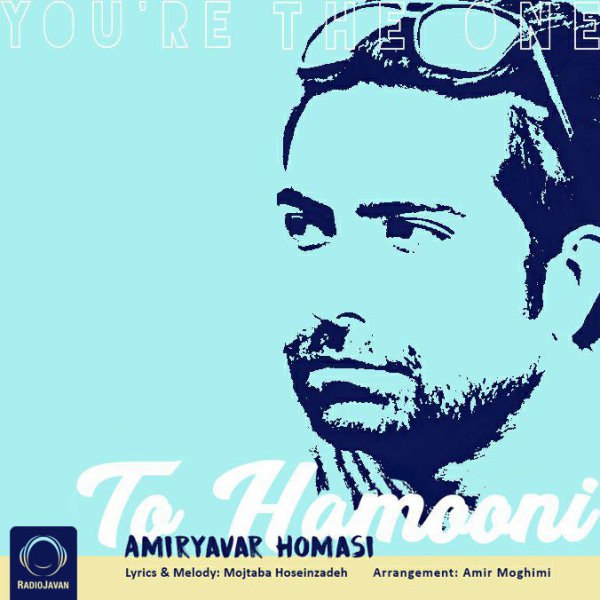 YOU'RE THE ONE
To Hamooni
AMIRYAVAR HOMASI
Lyrics & Melody: Mojtaba Hoseinzadeh Arrangement: Amir Moghimi
RADIOJAVAN